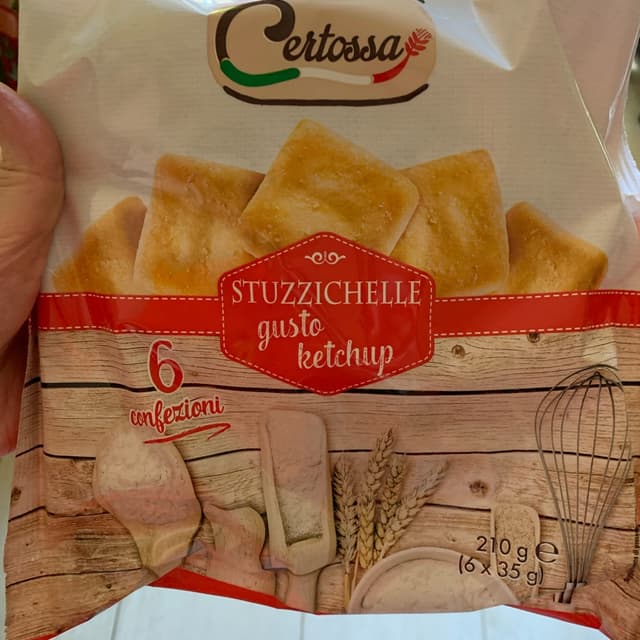 Certossa
STUZZICHELLE
gusto
ketchup
6
confezioni
210 g e
(6 x 35 g)